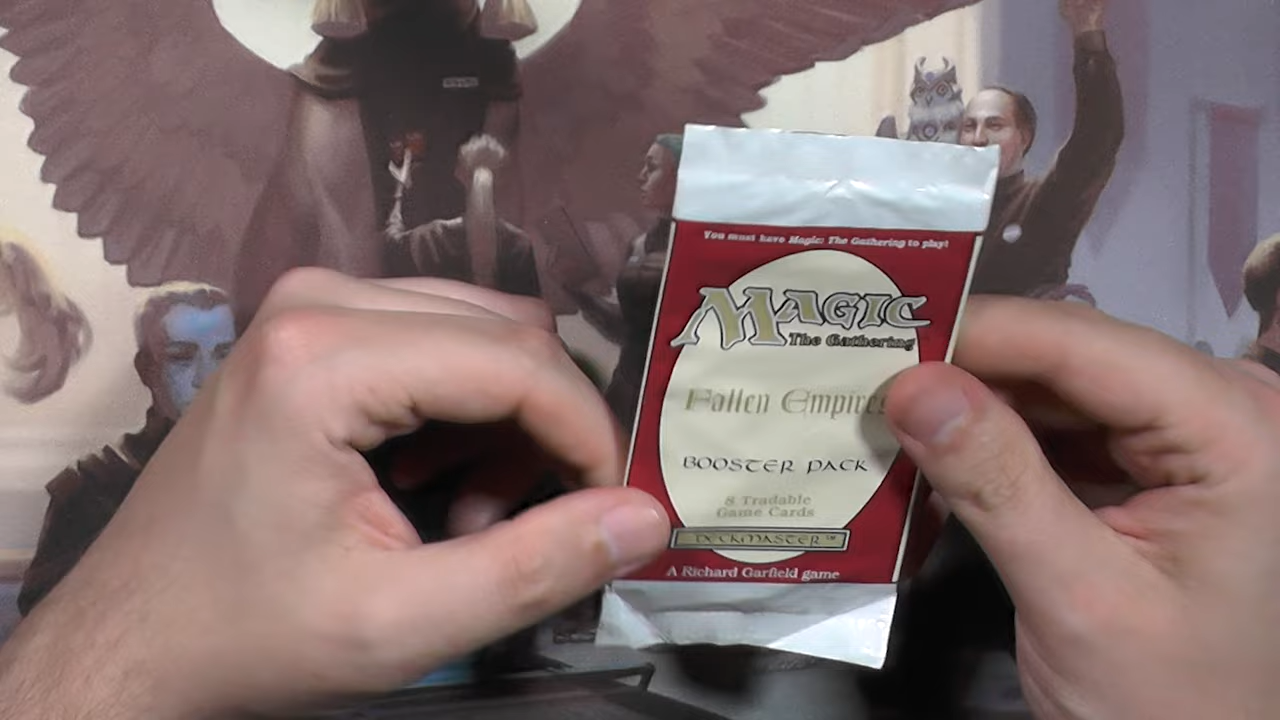 You must have Magic: The Gathering to play!
MAGIC
The Gathering
Fallen Empires
BOOSTER PACK
8 Tradable
Game Cards
DECKMASTER™
A Richard Garfield game